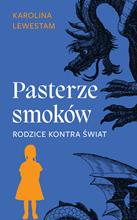 KAROLINA
LEWESTAM
Pasterze
smoków
RODZICE KONTRA ŚWIAT